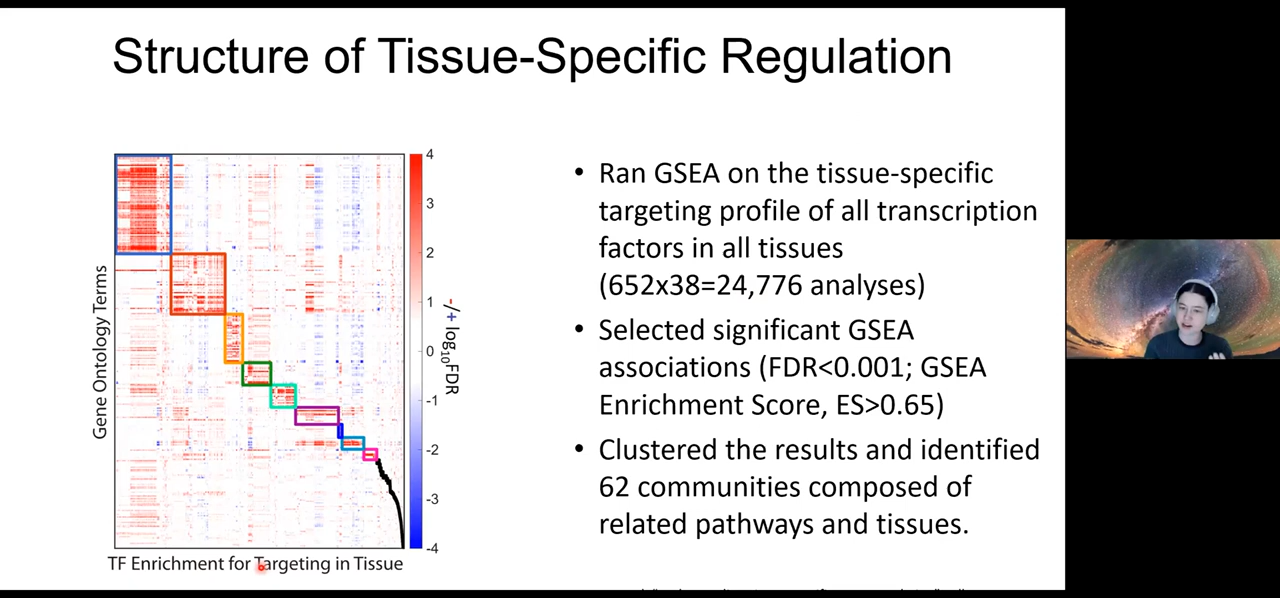 Structure of Tissue-Specific Regulation
Gene Ontology Terms
4
3
2
1
0
-1
-2
-3
-4
-/+ log10FDR
TF Enrichment for Targeting in Tissue
• Ran GSEA on the tissue-specific
targeting profile of all transcription
factors in all tissues
(652x38=24,776 analyses)
• Selected significant GSEA
associations (FDR<0.001; GSEA
Enrichment Score, ES>0.65)
• Clustered the results and identified
62 communities composed of
related pathways and tissues.